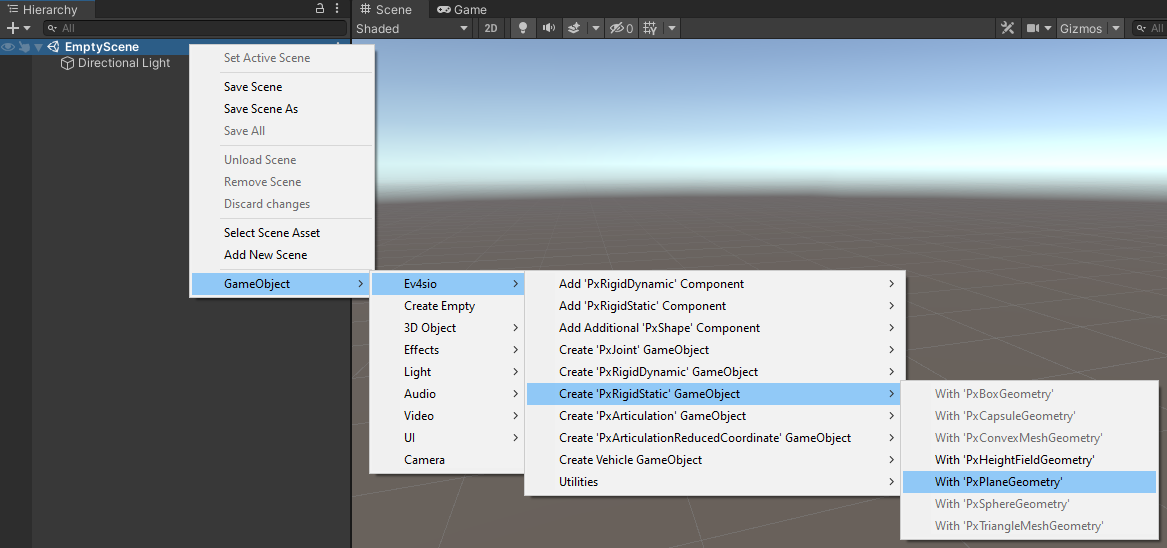 Hierarchy
Scene
Game
All
Shaded
2D
0
Gizmos
All
EmptyScene
Directional Light
Set Active Scene
Save Scene
Save Scene As
Save All
Unload Scene
Remove Scene
Discard changes
Select Scene Asset
Add New Scene
GameObject
Ev4sio
Create Empty
3D Object
Effects
Light
Audio
Video
UI
Camera
Add 'PxRigidDynamic' Component
Add 'PxRigidStatic' Component
Add Additional 'PxShape' Component
Create 'PxJoint' GameObject
Create 'PxRigidDynamic' GameObject
Create 'PxRigidStatic' GameObject
Create 'PxArticulation' GameObject
Create 'PxArticulationReducedCoordinate' GameObject
Create Vehicle GameObject
Utilities
With 'PxBoxGeometry'
With 'PxCapsuleGeometry'
With 'PxConvexMeshGeometry'
With 'PxHeightFieldGeometry'
With 'PxPlaneGeometry'
With 'PxSphereGeometry'
With 'PxTriangleMeshGeometry'